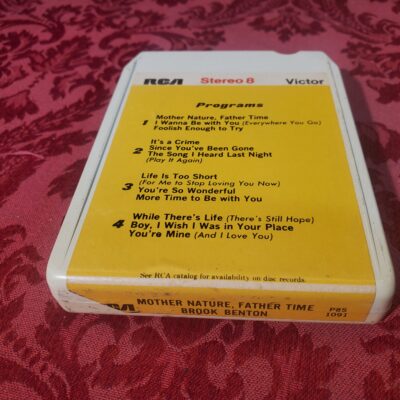 RCA Stereo 8 Victor
Programs
1 Mother Nature, Father Time
I Wanna Be with You (Everywhere You Go)
Foolish Enough to Try
It's a Crime
2 Since You've Been Gone
The Song I Heard Last Night
(Play It Again)
Life Is Too Short
3 (For Me to Stop Loving You Now)
You're So Wonderful
More Time to Be with You
While There's Life (There's Still Hope)
4 Boy, I Wish I Was in Your Place
You're Mine (And I Love You)
See RCA catalog for availability on disc records.
RCA MOTHER NATURE, FATHER TIME P8S
BROOK BENTON 1091